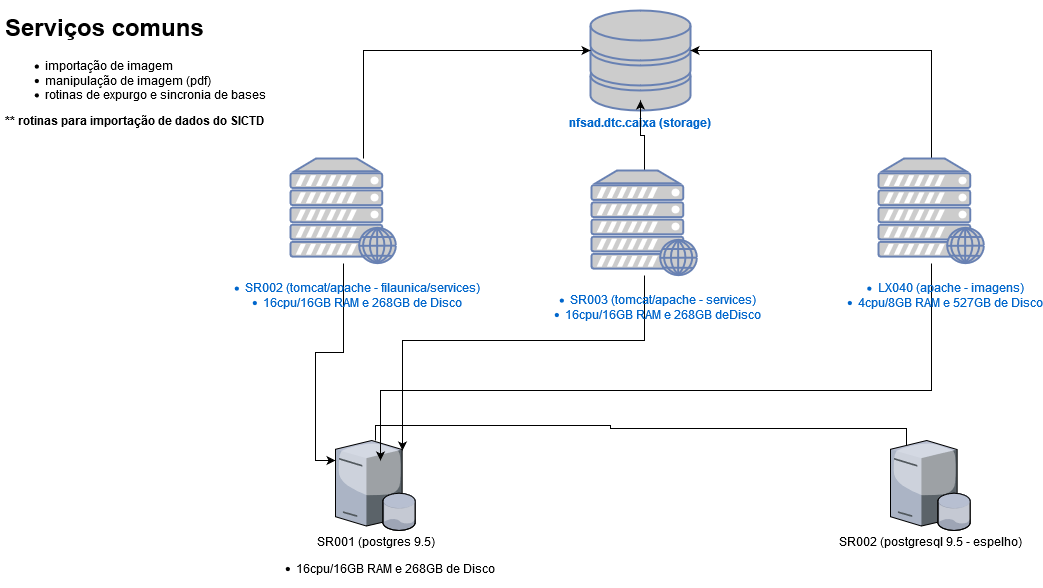 Serviços comuns
• importação de imagem
• manipulação de imagem (pdf)
• rotinas de expurgo e sincronia de bases
** rotinas para importação de dados do SICTD
nfsad.dtc.caixa (storage)
• SR002 (tomcat/apache - filaunica/services)
• 16cpu/16GB RAM e 268GB de Disco
• SR003 (tomcat/apache - services)
• 16cpu/16GB RAM e 268GB deDisco
• LX040 (apache - imagens)
• 4cpu/8GB RAM e 527GB de Disco
SR001 (postgres 9.5)
• 16cpu/16GB RAM e 268GB de Disco
SR002 (postgresql 9.5 - espelho)